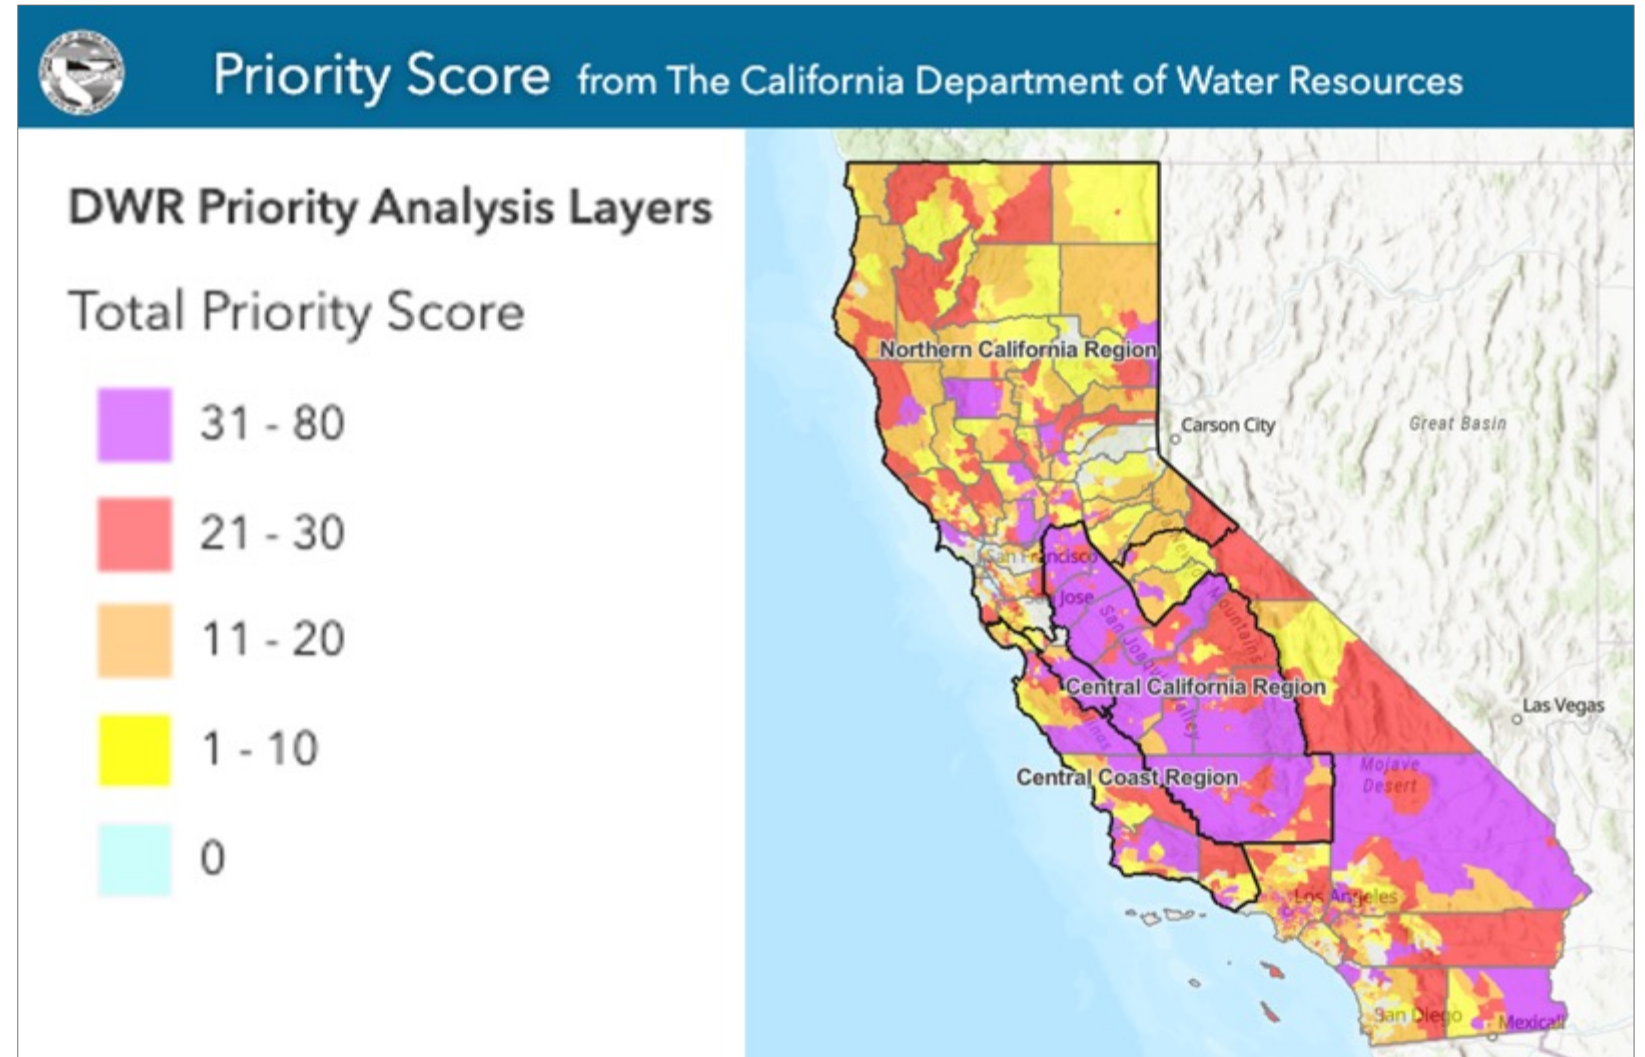 Priority Score from The California Department of Water Resources
DWR Priority Analysis Layers
Total Priority Score
31 - 80
21 - 30
11 - 20
1 - 10
0
Northern California Region
Carson City
Great Basin
San Francisco
San Jose
Mountains
San Joaquin Valley
Central California Region
Las Vegas
Central Coast Region
Mojave
Desert
Los Angeles
San Diego
Mexicali